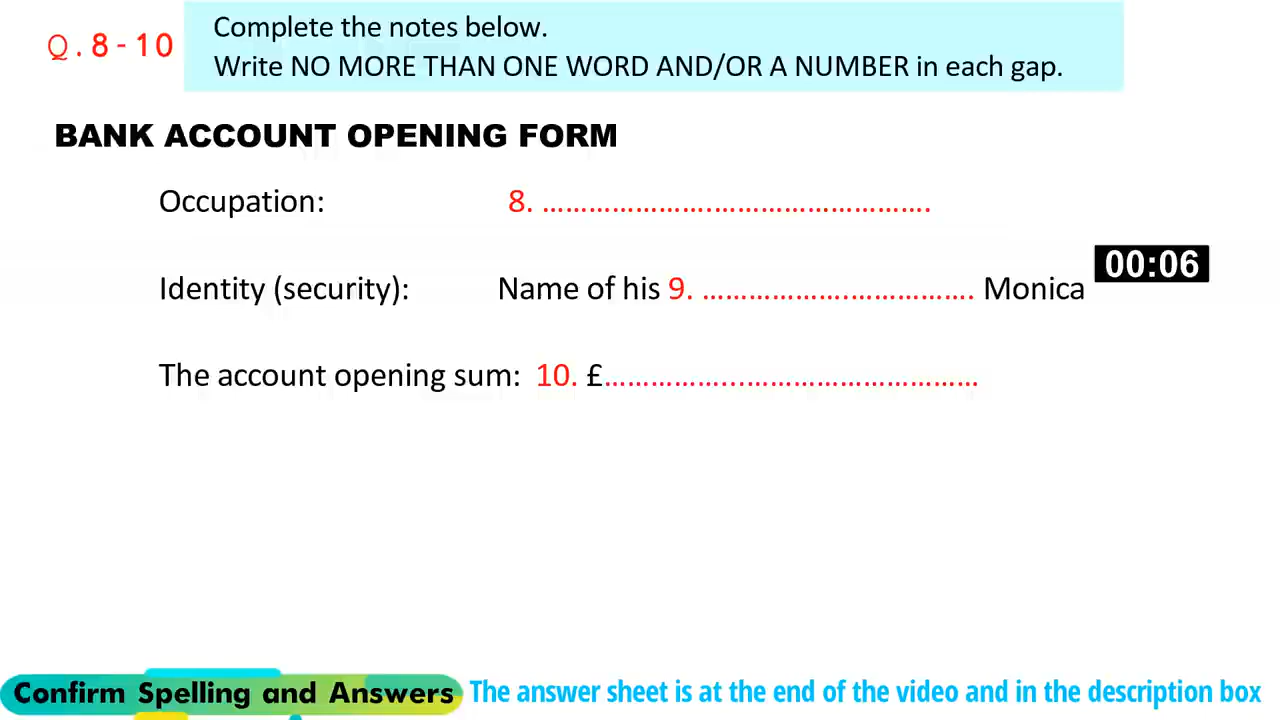 Q.8-10
Complete the notes below.
Write NO MORE THAN ONE WORD AND/OR A NUMBER in each gap.
BANK ACCOUNT OPENING FORM
Occupation: 8. ………………….……………………….
Identity (security): Name of his 9. ……………….……………. Monica
00:06
The account opening sum: 10. £……………...…………………………
Confirm Spelling and Answers The answer sheet is at the end of the video and in the description box